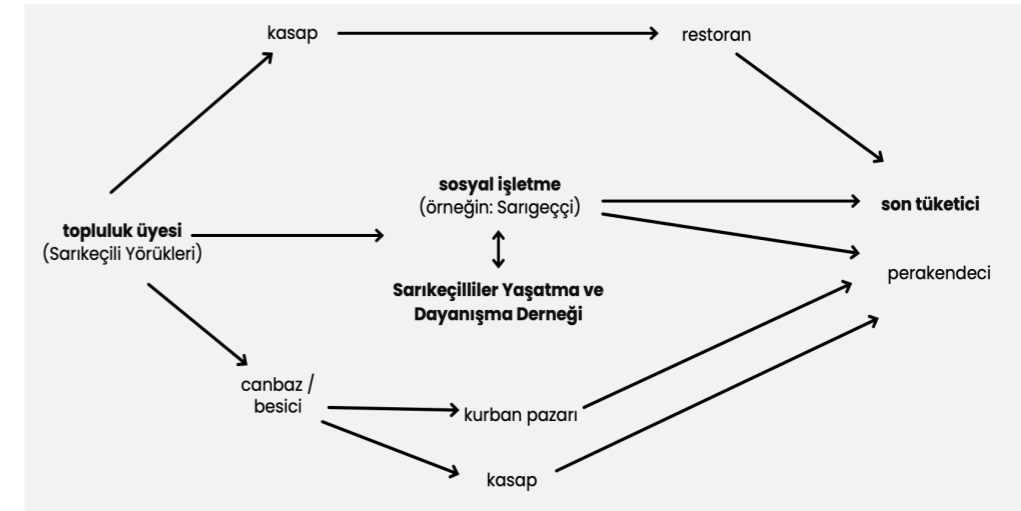 kasap
restoran
sosyal işletme
(örneğin: Sarıgeççi)
son tüketici
topluluk üyesi
(Sarıkeçili Yörükleri)
perakendeci
Sarıkeçilliler Yaşatma ve
Dayanışma Derneği
canbaz /
besici
kurban pazarı
kasap